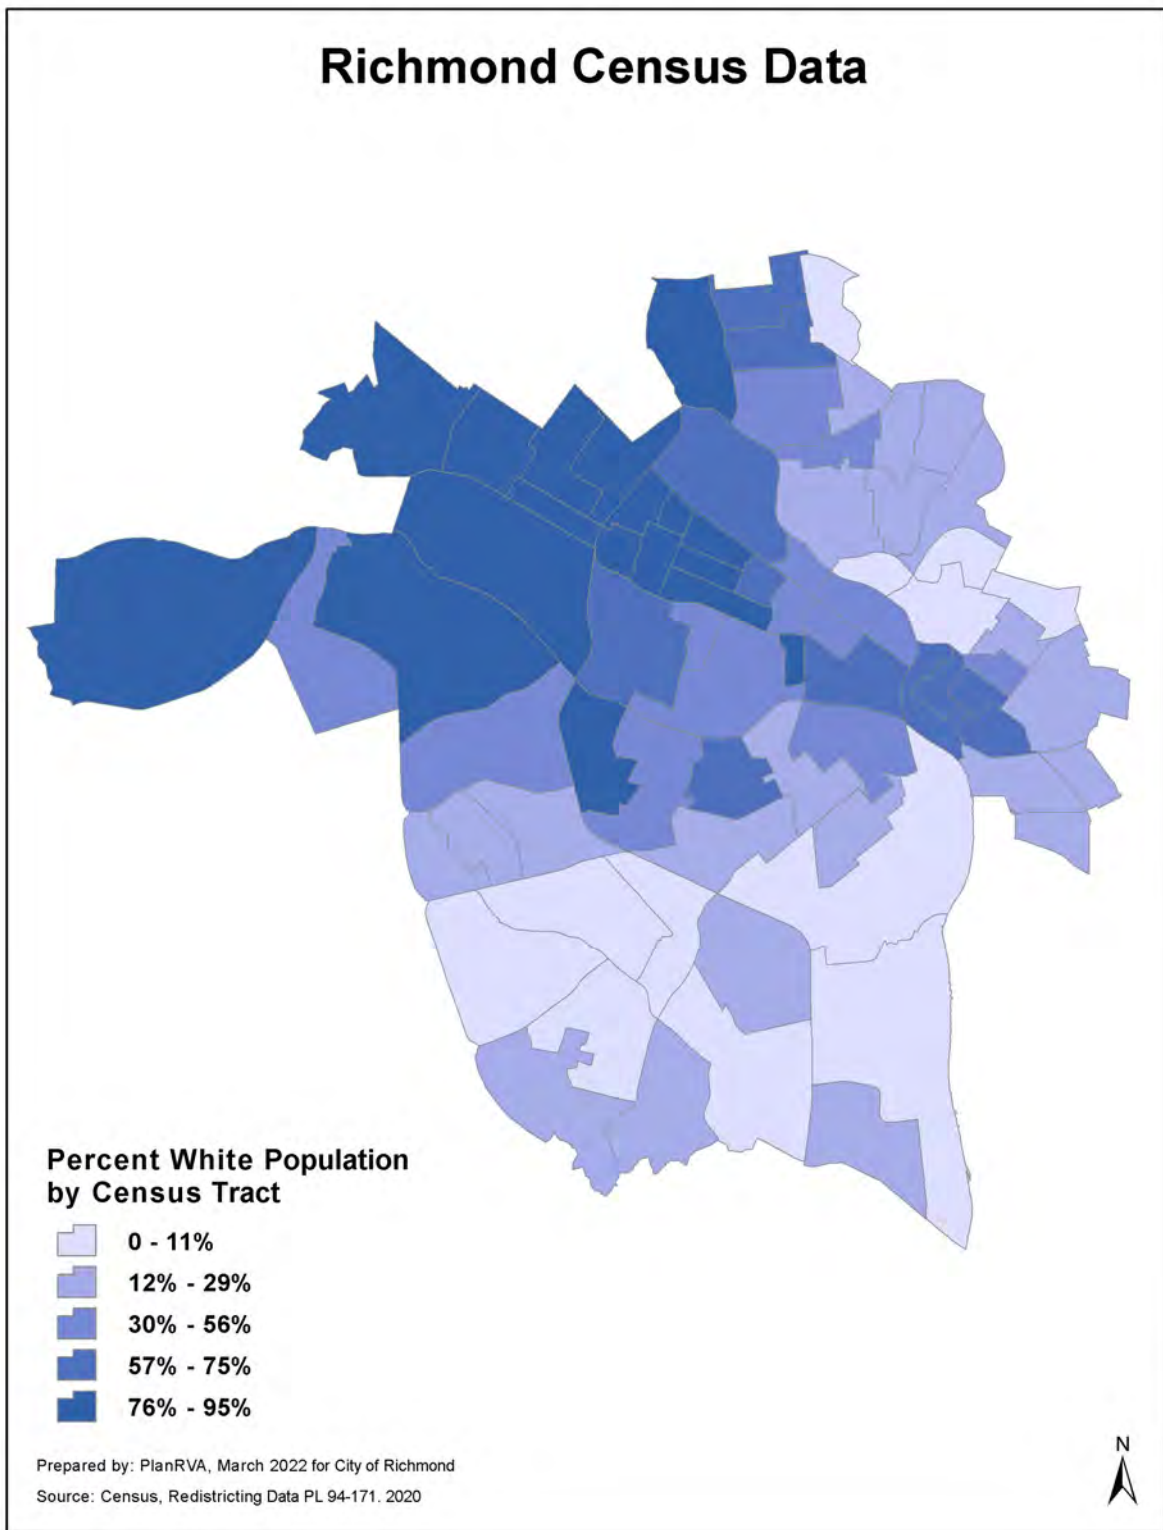 Richmond Census Data
Percent White Population
by Census Tract
0 - 11%
12% - 29%
30% - 56%
57% - 75%
76% - 95%
Prepared by: PlanRVA, March 2022 for City of Richmond
Source: Census, Redistricting Data PL 94-171. 2020
N